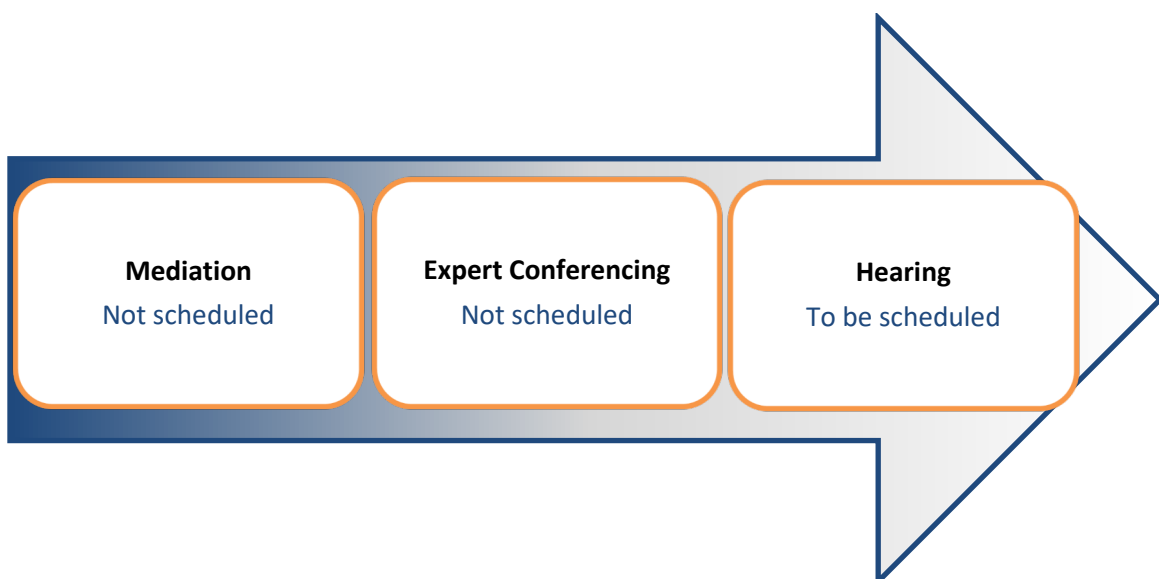 Mediation
Not scheduled
Expert Conferencing
Not scheduled
Hearing
To be scheduled